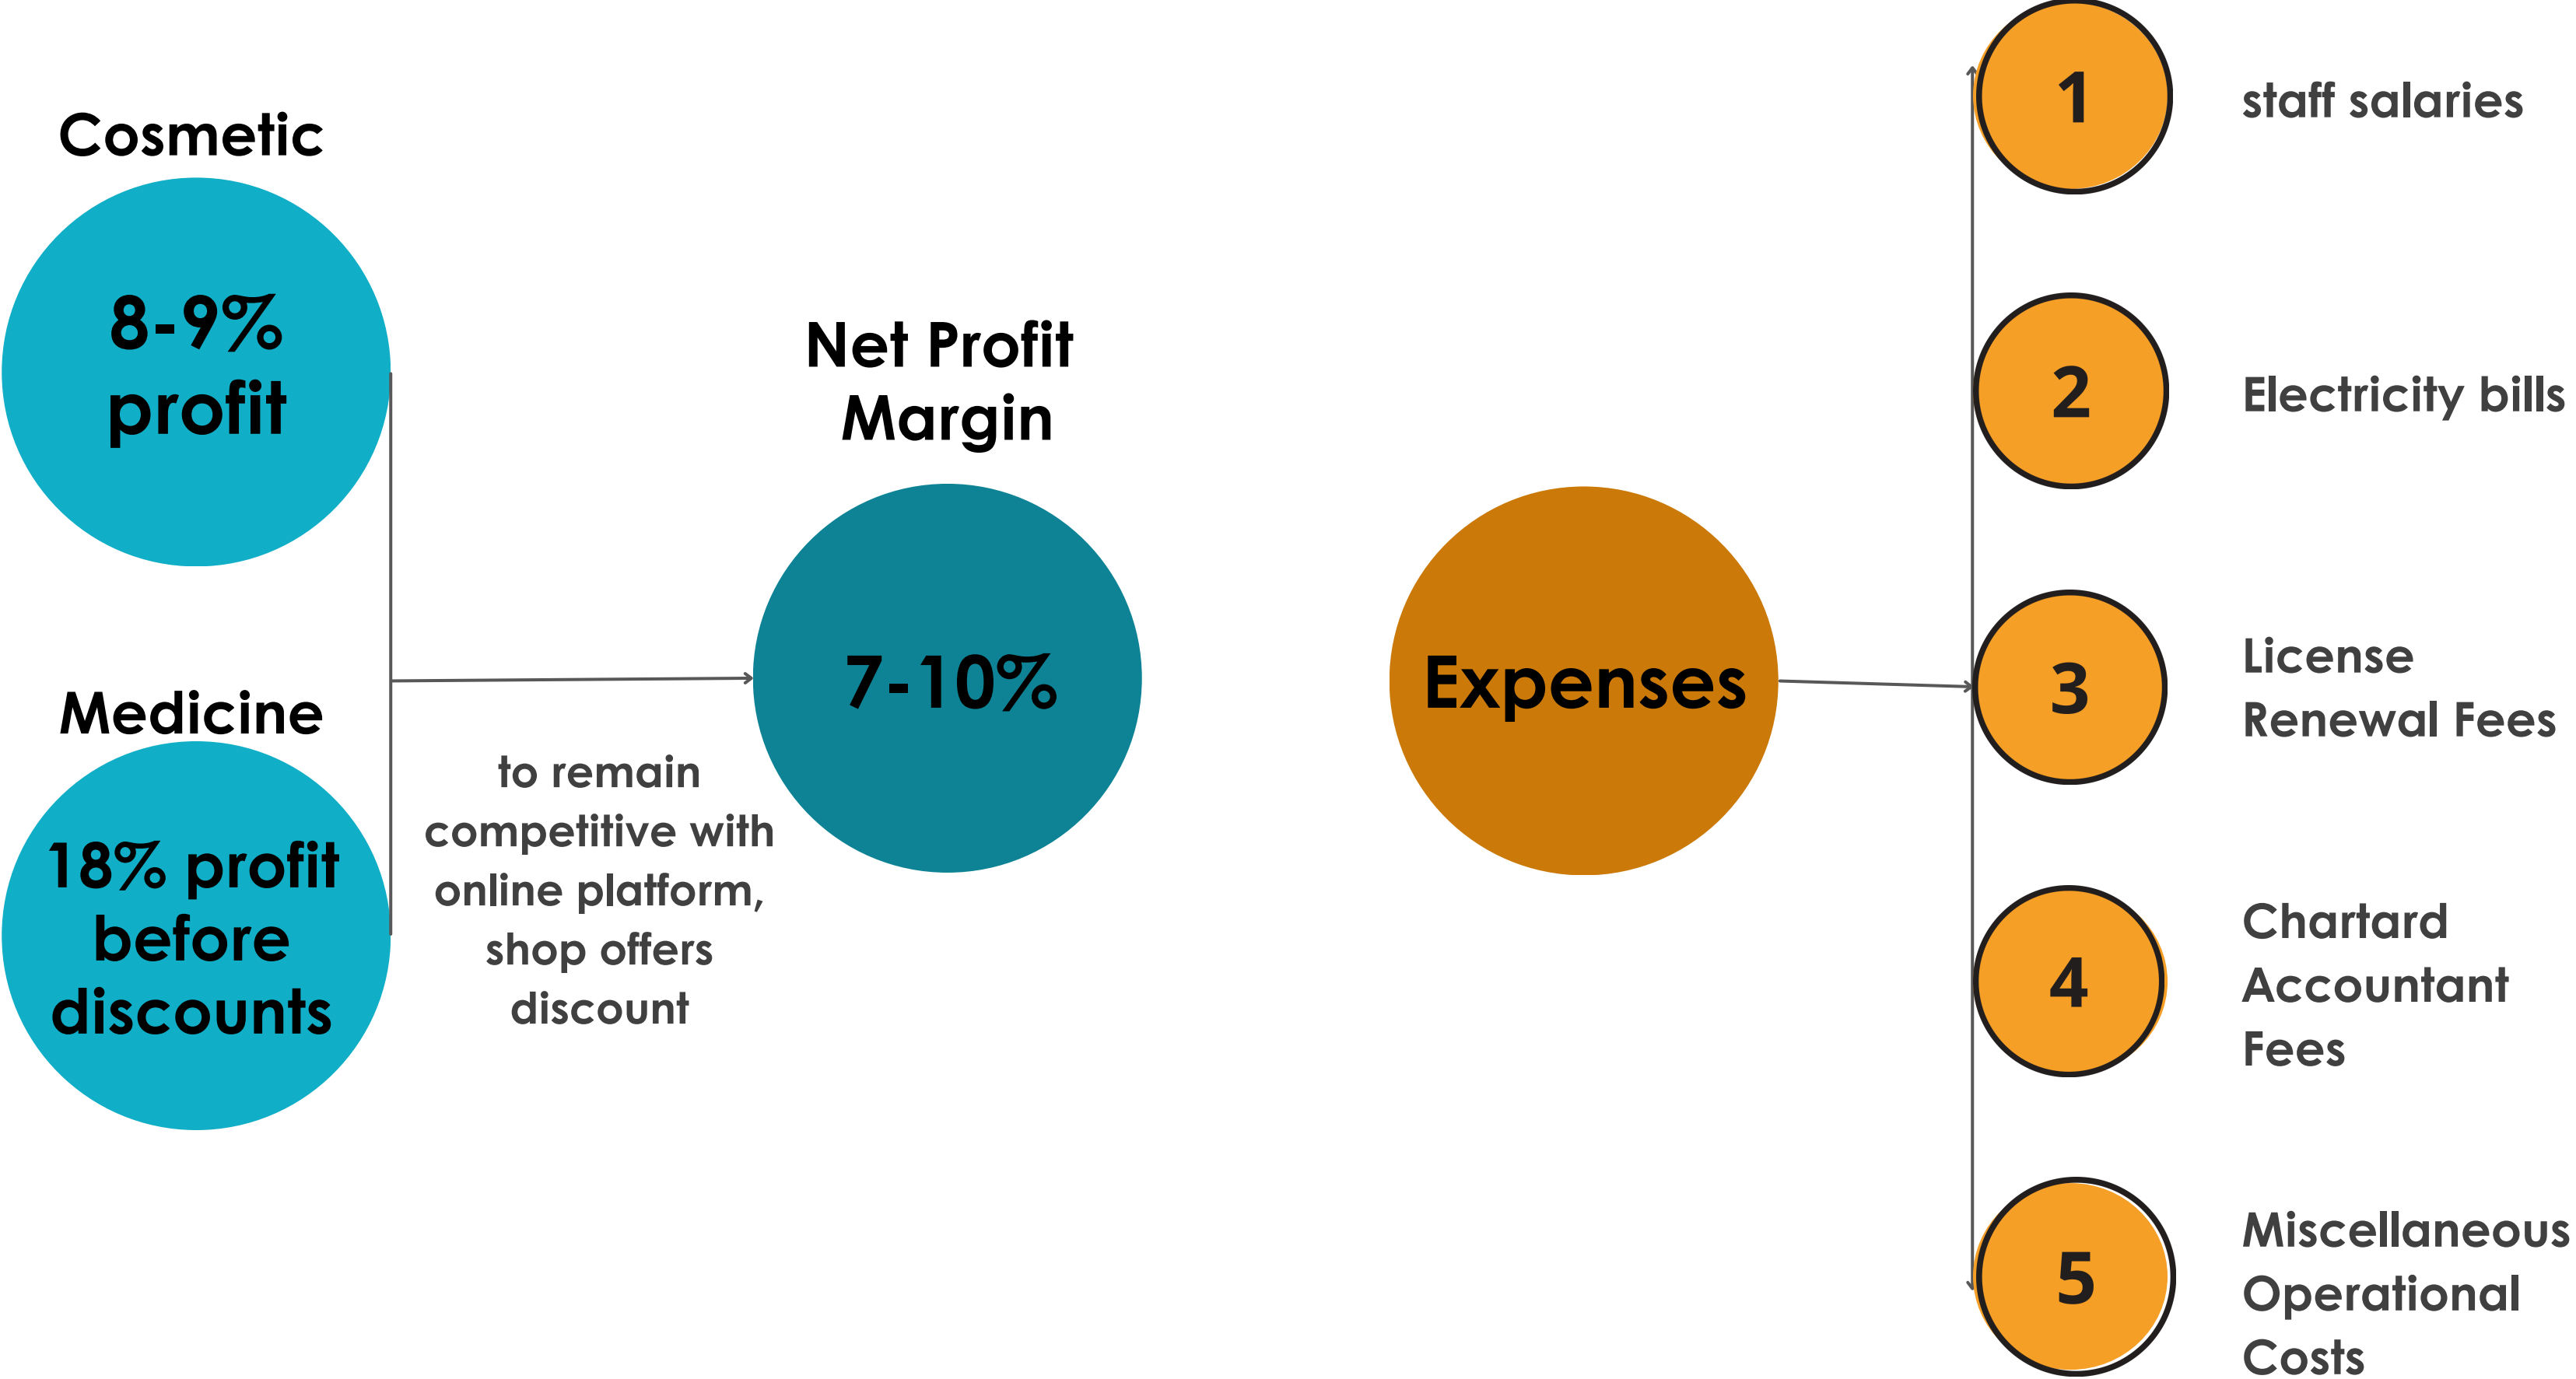 Cosmetic
8-9%
profit
Medicine
18% profit
before
discounts
to remain
competitive with
online platform,
shop offers
discount
Net Profit
Margin
7-10%
Expenses
1
staff salaries
2
Electricity bills
3
License
Renewal Fees
4
Chartard
Accountant
Fees
5
Miscellaneous
Operational
Costs